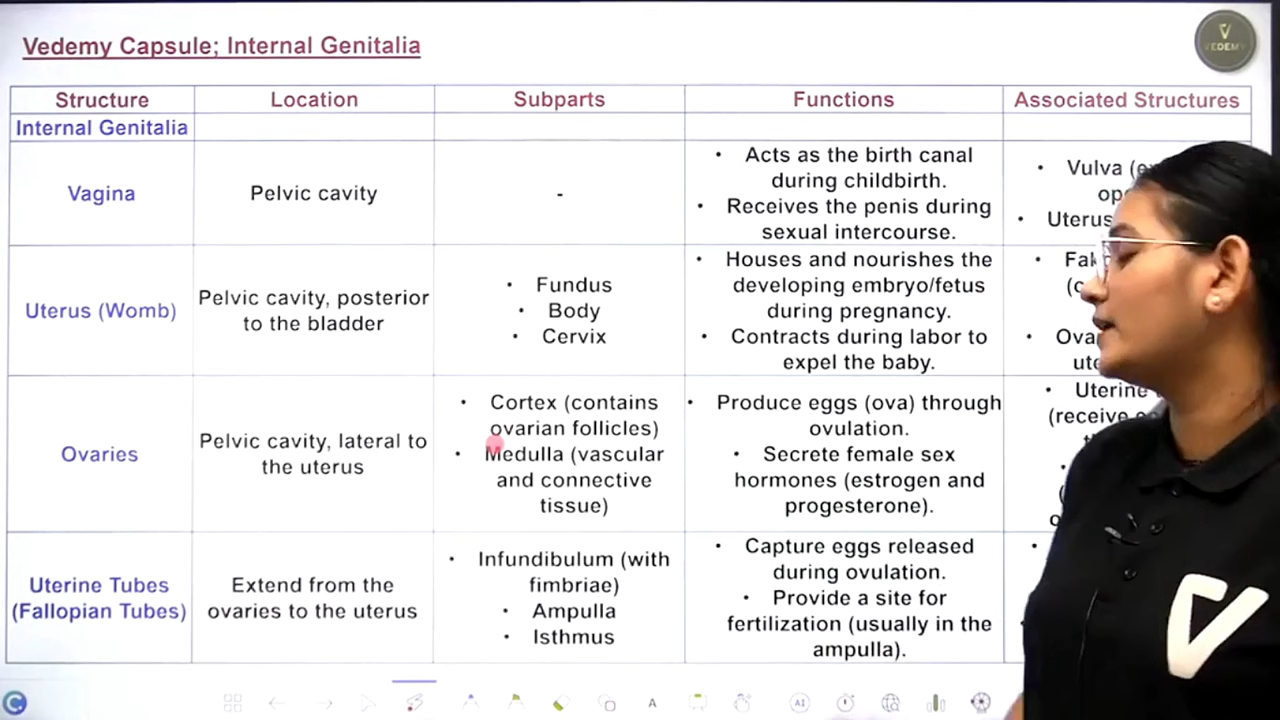 Vedemy Capsule; Internal Genitalia
VEDEMY
Structure
Location
Subparts
Functions
Associated Structures
Internal Genitalia
Vagina
Pelvic cavity
-
• Acts as the birth canal
during childbirth.
• Receives the penis during
sexual intercourse.
• Vulva
• Uterus
Uterus (Womb)
Pelvic cavity, posterior
to the bladder
• Fundus
• Body
• Cervix
• Houses and nourishes the
developing embryo/fetus
during pregnancy.
• Contracts during labor to
expel the baby.
Ovaries
Pelvic cavity, lateral to
the uterus
• Cortex (contains
ovarian follicles)
• Medulla (vascular
and connective
tissue)
• Produce eggs (ova) through
ovulation.
• Secrete female sex
hormones (estrogen and
progesterone).
• Uterine
(receive
Uterine Tubes
(Fallopian Tubes)
Extend from the
ovaries to the uterus
• Infundibulum (with
fimbriae)
• Ampulla
• Isthmus
• Capture eggs released
during ovulation.
• Provide a site for
fertilization (usually in the
ampulla).
A
AI